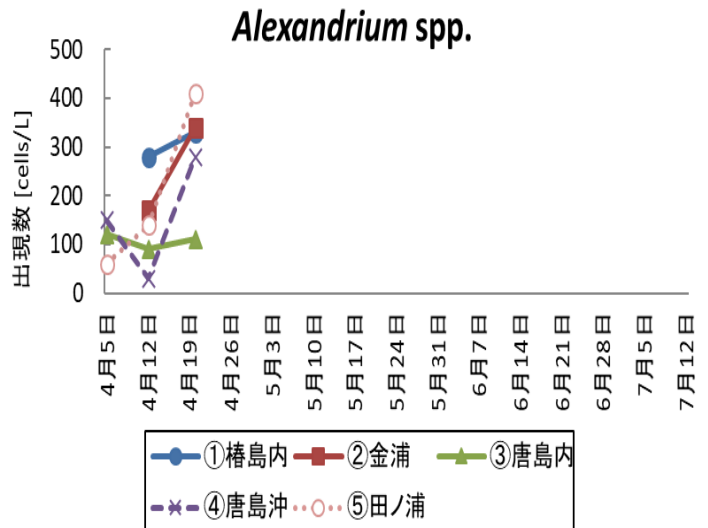 Alexandrium spp.
500
400
300
200
100
0
出現数 [cells/L]
4月5日
4月12日
4月19日
4月26日
5月3日
5月10日
5月17日
5月24日
5月31日
6月7日
6月14日
6月21日
6月28日
7月5日
7月12日
①椿島内 ②金浦 ③唐島内
④唐島沖 ⑤田ノ浦